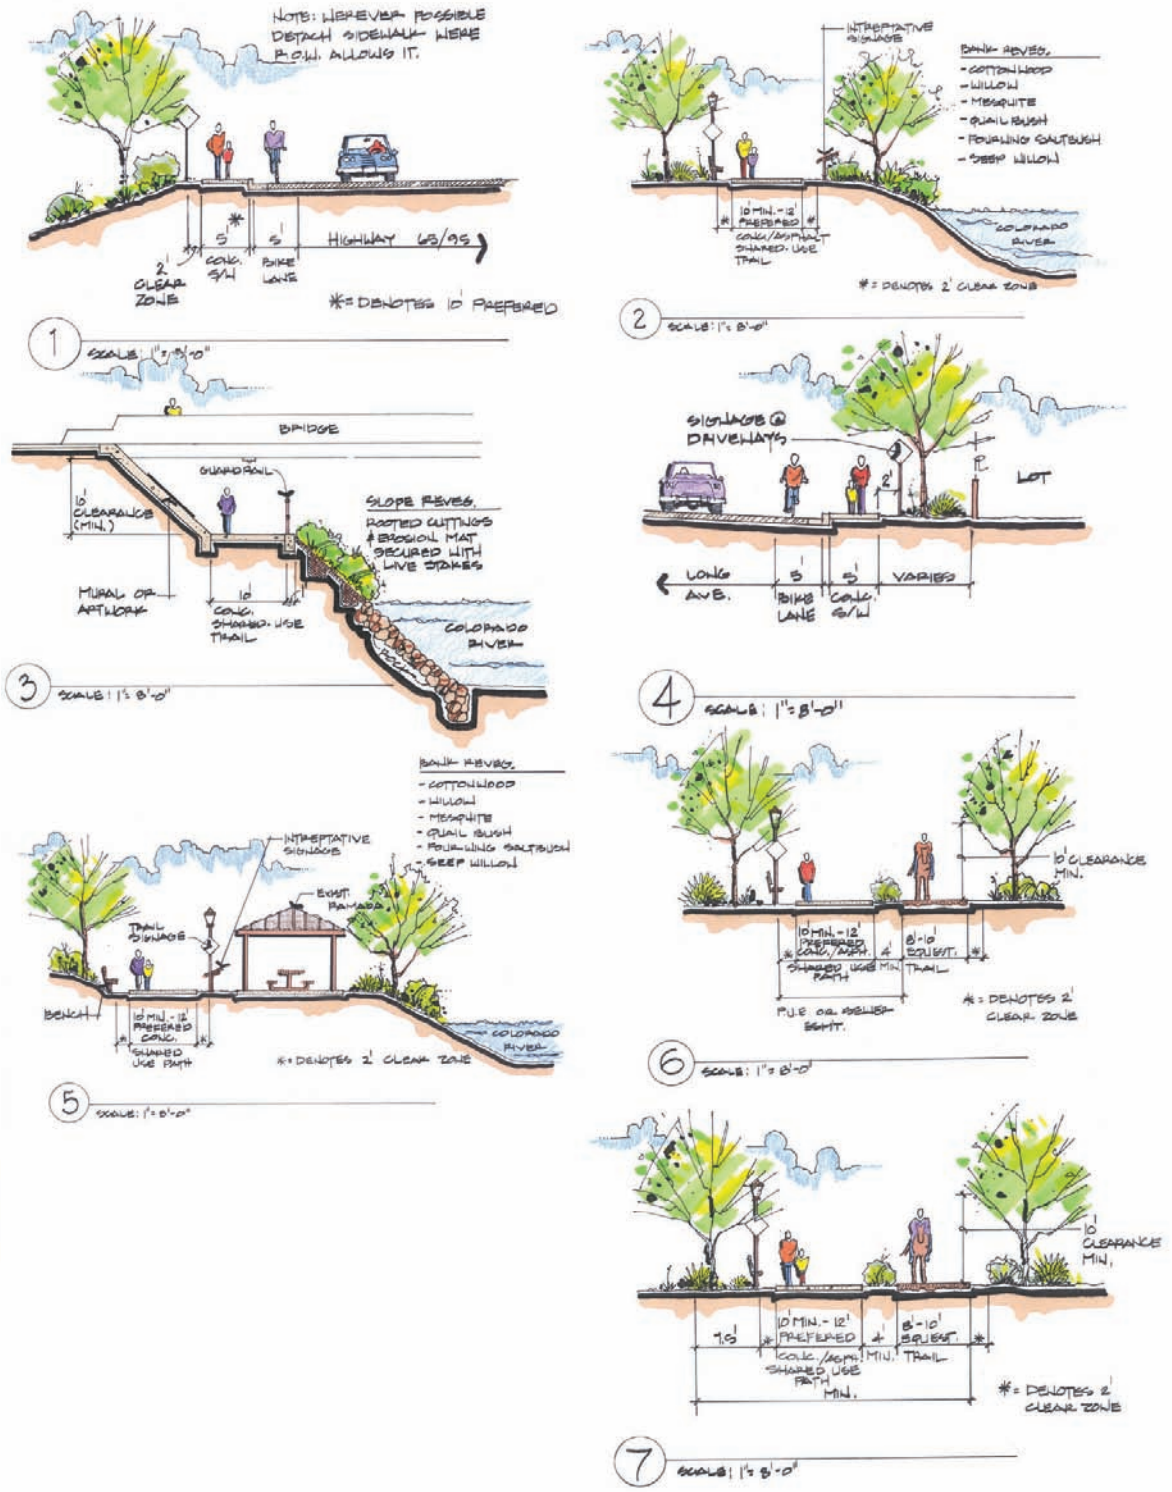 NOTE: WEREVER POSSIBLE
DETACH SIDEWALK WERE
R.O.W. ALLOWS IT.
5' *
CONC.
S/W
5'
BIKE
LANE
HIGHWAY 65/95
2'
CLEAR
ZONE
* = DENOTES 10' PREFERED
1
SCALE: 1" = 8'-0"
INTREPTATIVE
SIGNAGE
BANK REVEG.
- COTTONWOOD
- WILLOW
- MESQUITE
- QUAIL BUSH
- FOURWING SALTBUSH
- SEEP WILLOW
* 10' MIN. - 12' *
PREFERED
CONC./ASPHALT
SHARED-USE
TRAIL
COLORADO
RIVER
* = DENOTES 2' CLEAR ZONE
2
SCALE: 1" = 8'-0"
BRIDGE
GUARDRAIL
10'
CLEARANCE
(MIN.)
SLOPE REVEG.
ROOTED CUTTINGS
& EROSION MAT
SECURED WITH
LIVE STAKES
MURAL OR
ARTWORK
10'
CONC.
SHARED-USE
TRAIL
COLORADO
RIVER
ROCK
3
SCALE: 1" = 8'-0"
SIGNAGE @
DRIVEWAYS
2'
LOT
LONG
AVE.
5'
BIKE
LANE
5'
CONC.
S/W
VARIES
4
SCALE: 1" = 8'-0"
BANK REVEG.
- COTTONWOOD
- WILLOW
- MESQUITE
- QUAIL BUSH
- FOURWING SALTBUSH
- SEEP WILLOW
INTREPTATIVE
SIGNAGE
EXIST.
RAMADA
TRAIL
SIGNAGE
BENCH
* 10' MIN. - 12' *
PREFERED
CONC.
SHARED
USE PATH
COLORADO
RIVER
* = DENOTES 2' CLEAR ZONE
5
SCALE: 1" = 8'-0"
10' CLEARANCE
MIN.
* 10' MIN. - 12'
PREFERED
CONC./ASPH.
SHARED USE
PATH
4'
MIN.
8'-10'
EQUEST.
TRAIL
*
P.U.E. OR SEWER
ESMT.
* = DENOTES 2'
CLEAR ZONE
6
SCALE: 1" = 8'-0"
10'
CLEARANCE
MIN.
7.5'
* 10' MIN. - 12'
PREFERED
CONC./ASPH.
SHARED USE
PATH
4'
MIN.
8'-10'
EQUEST.
TRAIL
*
MIN.
* = DENOTES 2'
CLEAR ZONE
7
SCALE: 1" = 8'-0"